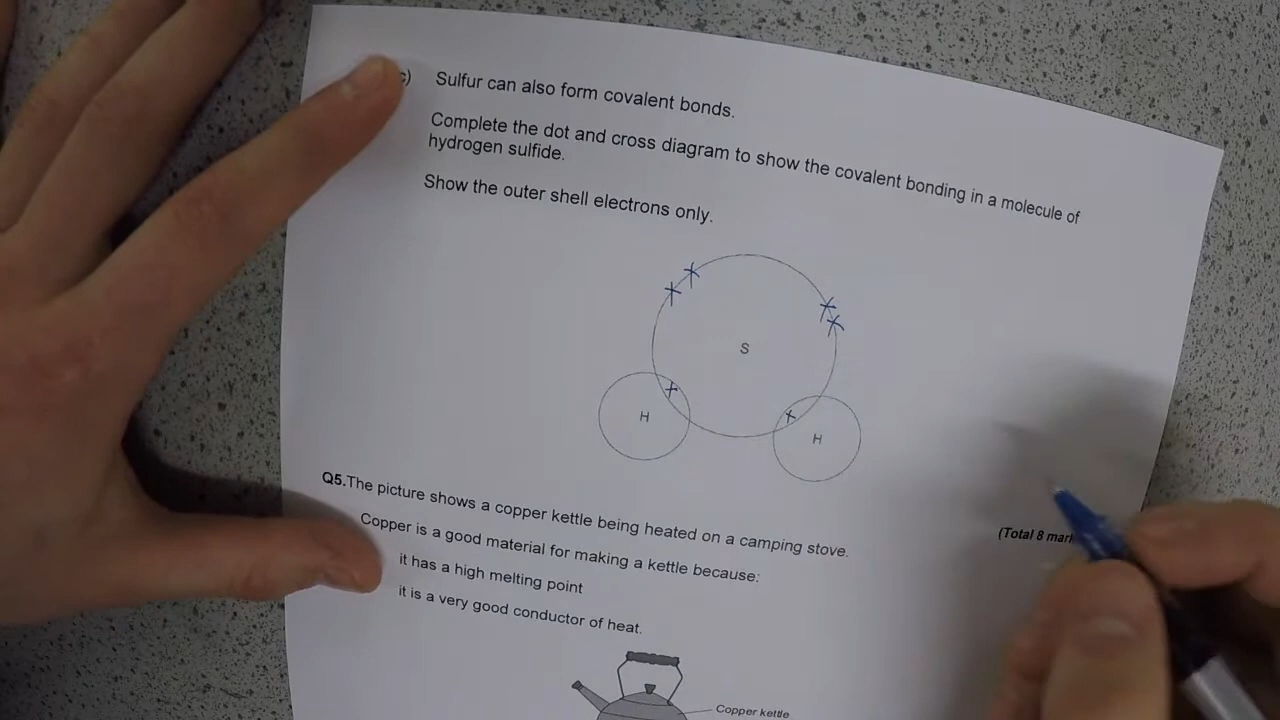 c) Sulfur can also form covalent bonds.
Complete the dot and cross diagram to show the covalent bonding in a molecule of
hydrogen sulfide.
Show the outer shell electrons only.
S
H
H
(Total 8
Q5.The picture shows a copper kettle being heated on a camping stove.
Copper is a good material for making a kettle because:
it has a high melting point
it is a very good conductor of heat.
Copper kettle